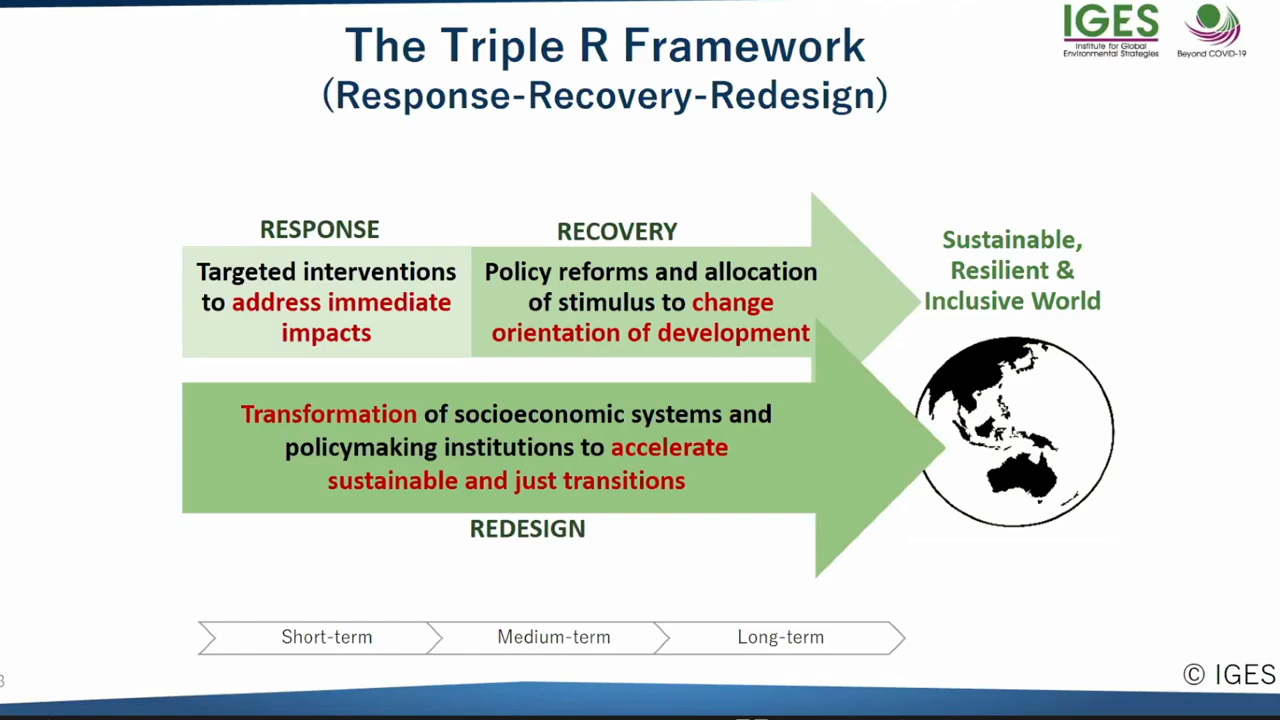 The Triple R Framework
(Response-Recovery-Redesign)
IGES
Institute for Global
Environmental Strategies
Beyond COVID-19
RESPONSE
Targeted interventions
to address immediate
impacts
RECOVERY
Policy reforms and allocation
of stimulus to change
orientation of development
Sustainable,
Resilient &
Inclusive World
Transformation of socioeconomic systems and
policymaking institutions to accelerate
sustainable and just transitions
REDESIGN
Short-term
Medium-term
Long-term
© IGES